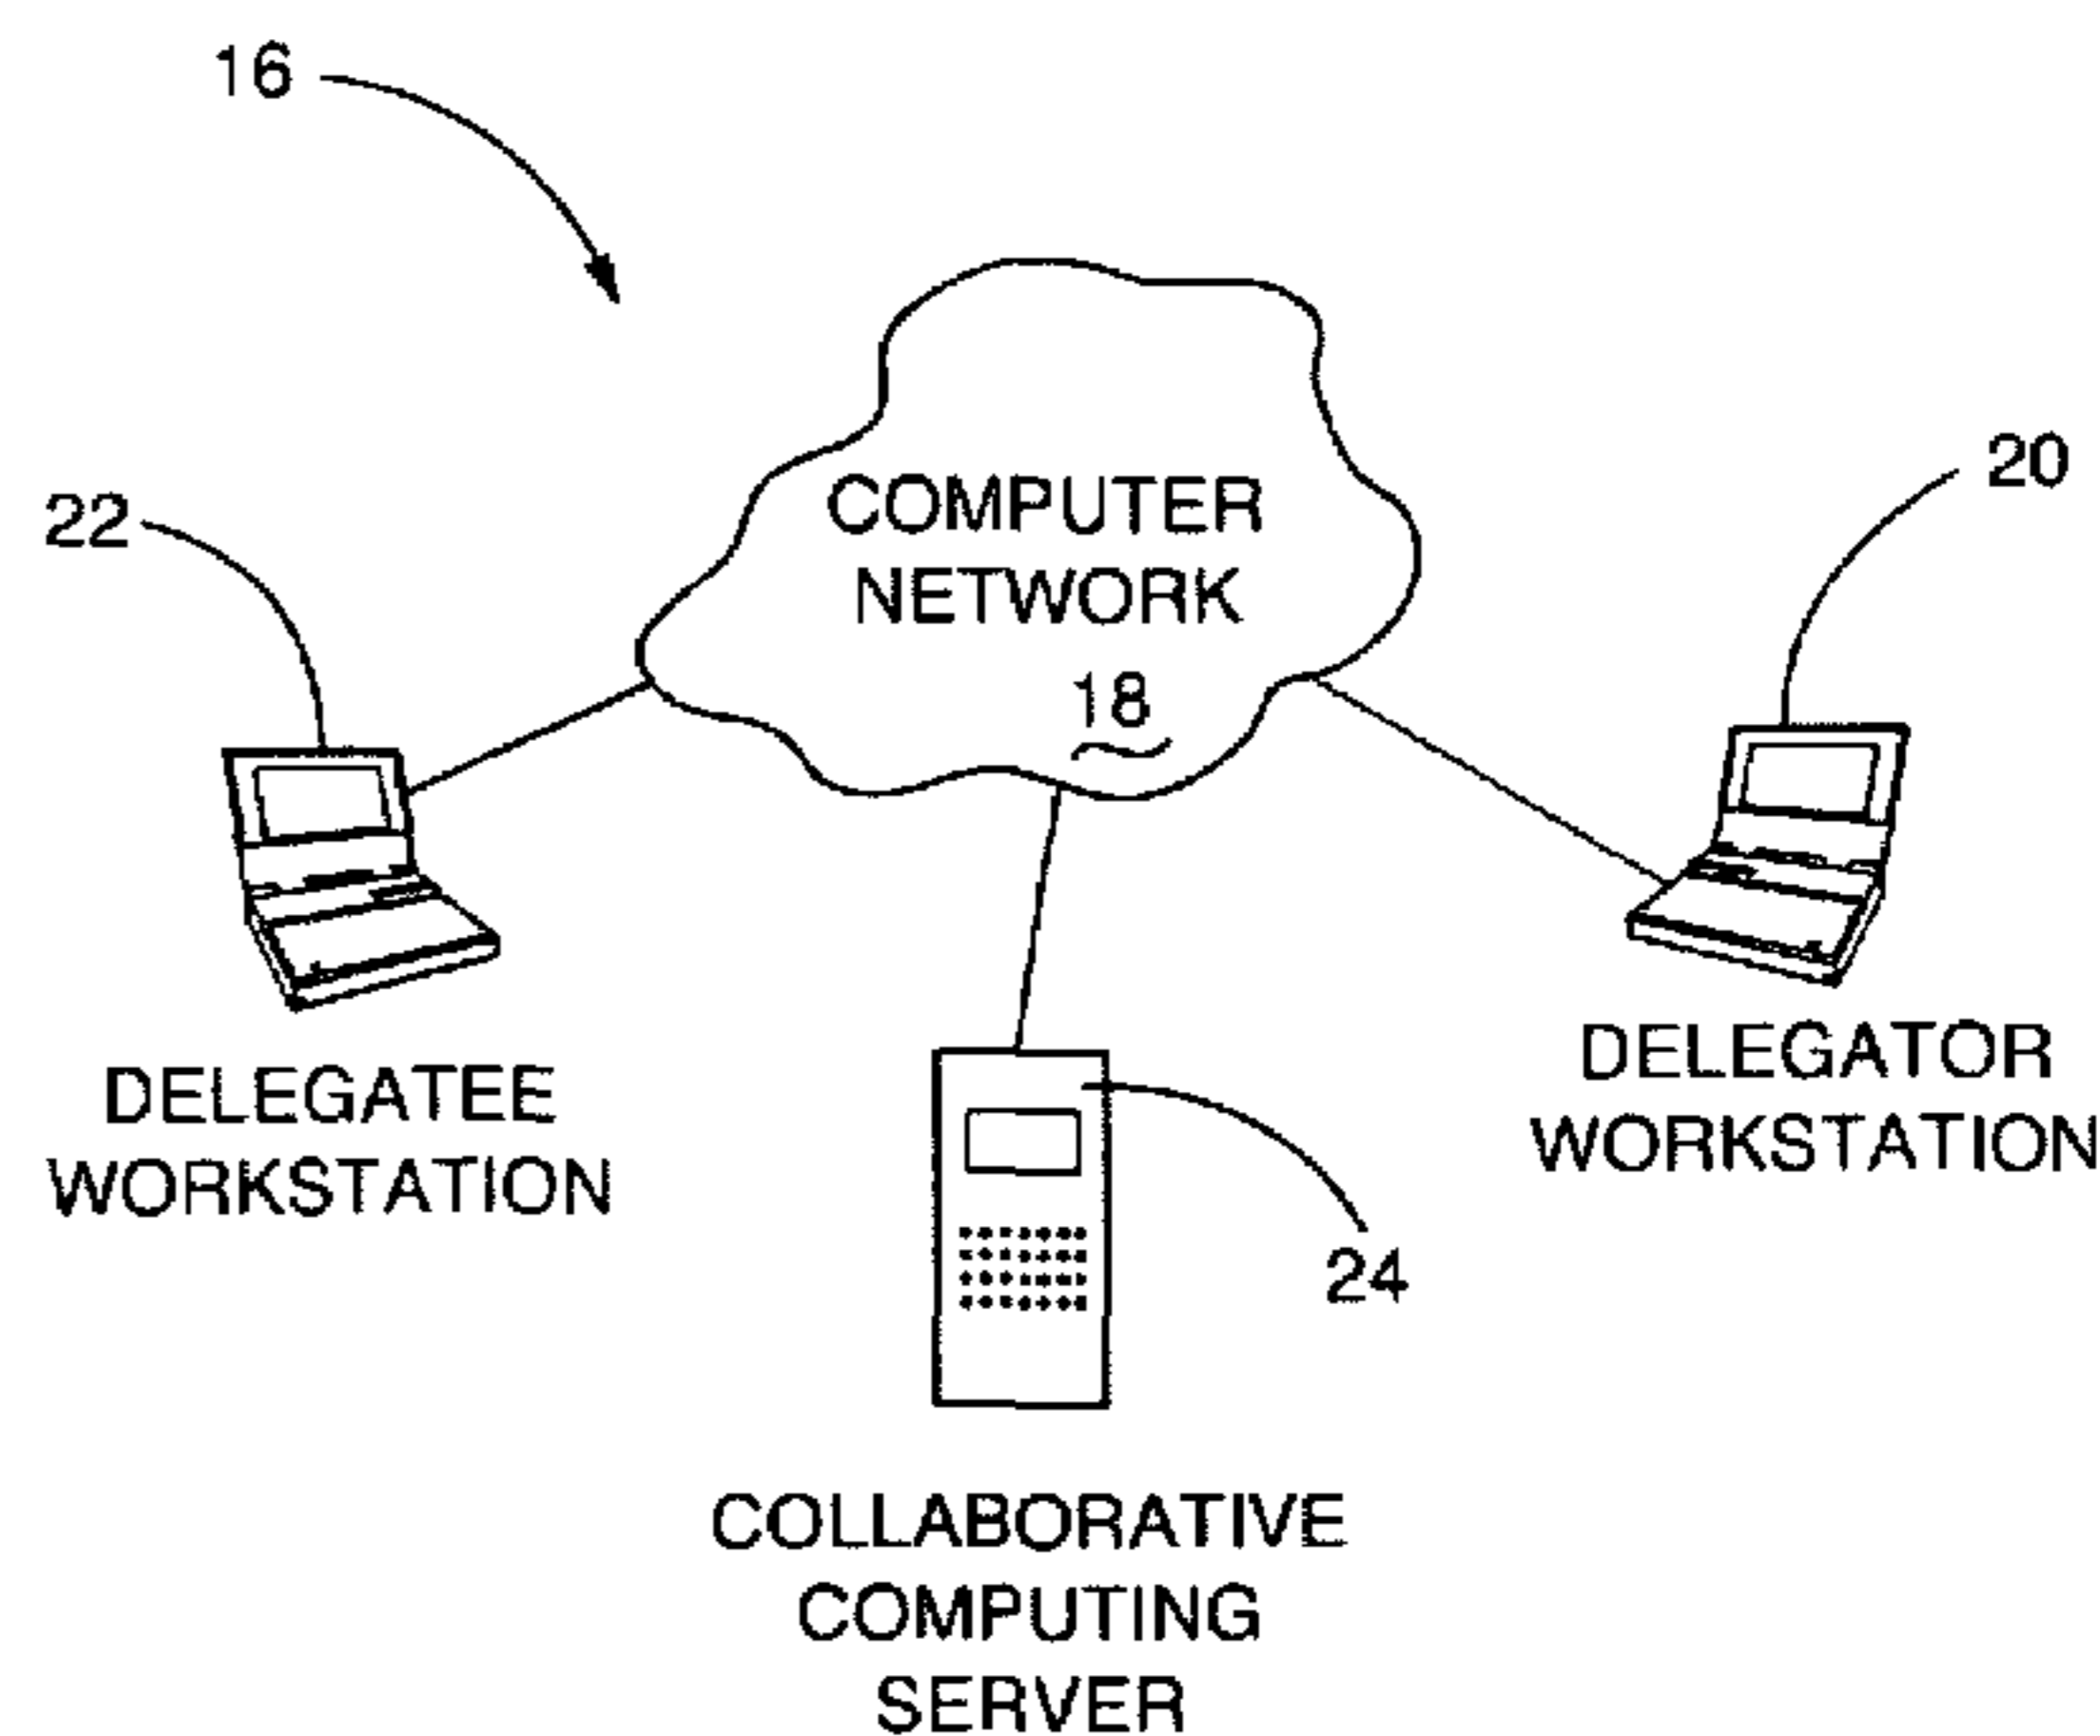 16
COMPUTER
NETWORK
18
20
22
DELEGATEE
WORKSTATION
DELEGATOR
WORKSTATION
24
COLLABORATIVE
COMPUTING
SERVER